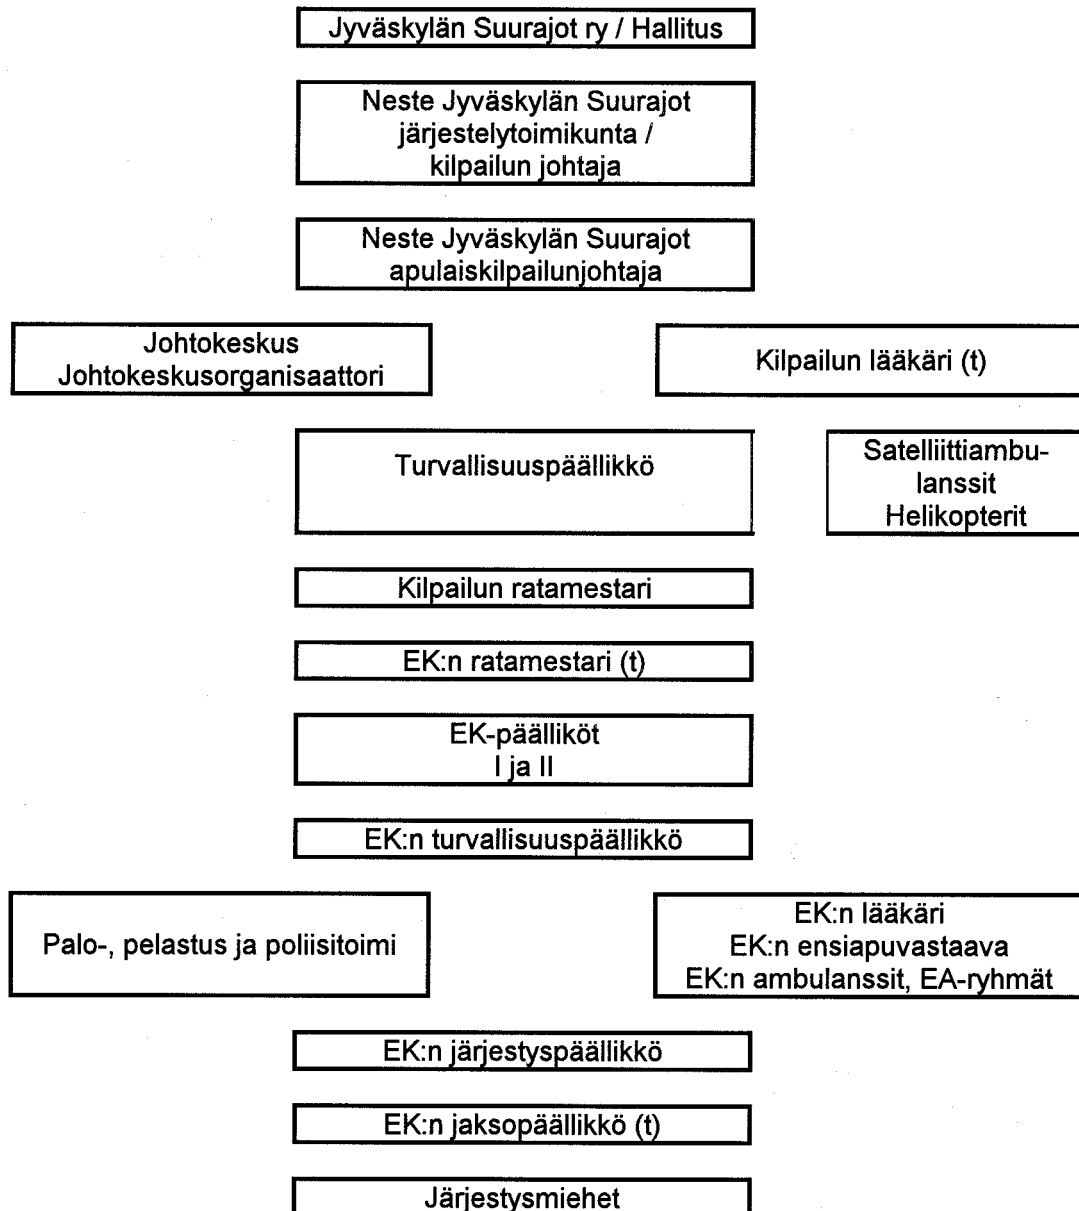 Jyväskylän Suurajot ry / Hallitus
Neste Jyväskylän Suurajot
järjestelytoimikunta /
kilpailun johtaja
Neste Jyväskylän Suurajot
apulaiskilpailunjohtaja
Johtokeskus
Johtokeskusorganisaattori
Kilpailun lääkäri (t)
Turvallisuuspäällikkö
Satelliittiambu-
lanssit
Helikopterit
Kilpailun ratamestari
EK:n ratamestari (t)
EK-päälliköt
I ja II
EK:n turvallisuuspäällikkö
Palo-, pelastus ja poliisitoimi
EK:n lääkäri
EK:n ensiapuvastaava
EK:n ambulanssit, EA-ryhmät
EK:n järjestyspäällikkö
EK:n jaksopäällikkö (t)
Järjestysmiehet